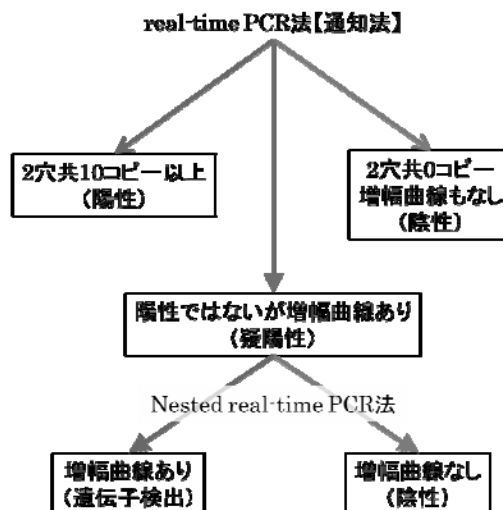 real-time PCR法【通知法】
2穴共10コピー以上
(陽性)
2穴共0コピー
増幅曲線もなし
(陰性)
陽性ではないが増幅曲線あり
(疑陽性)
Nested real-time PCR法
増幅曲線あり
(遺伝子検出)
増幅曲線なし
(陰性)